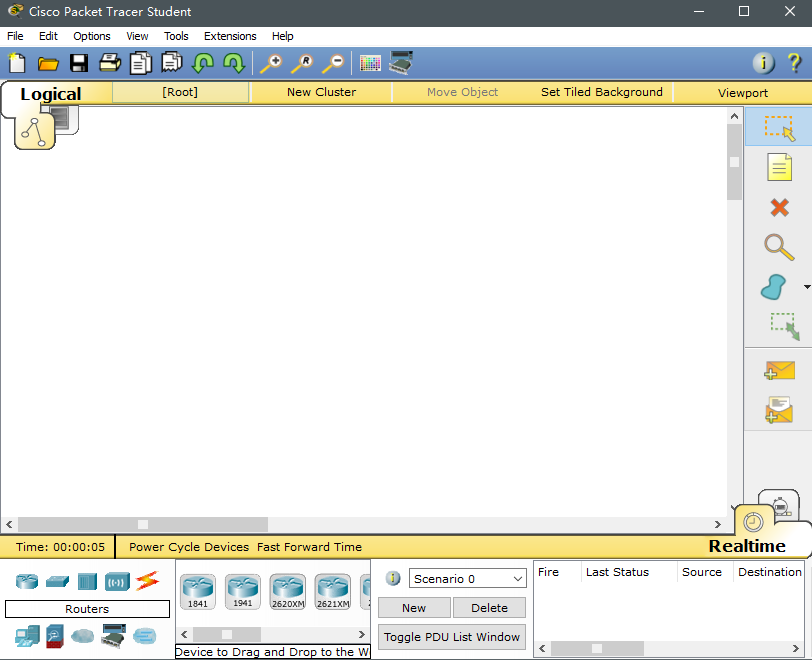 Cisco Packet Tracer Student
File Edit Options View Tools Extensions Help
Logical [Root] New Cluster Move Object Set Tiled Background Viewport
Time: 00:00:05 Power Cycle Devices Fast Forward Time Realtime
Routers
1841 1941 2620XM 2621XM
Device to Drag and Drop to the W
Scenario 0
New Delete
Toggle PDU List Window
Fire Last Status Source Destination